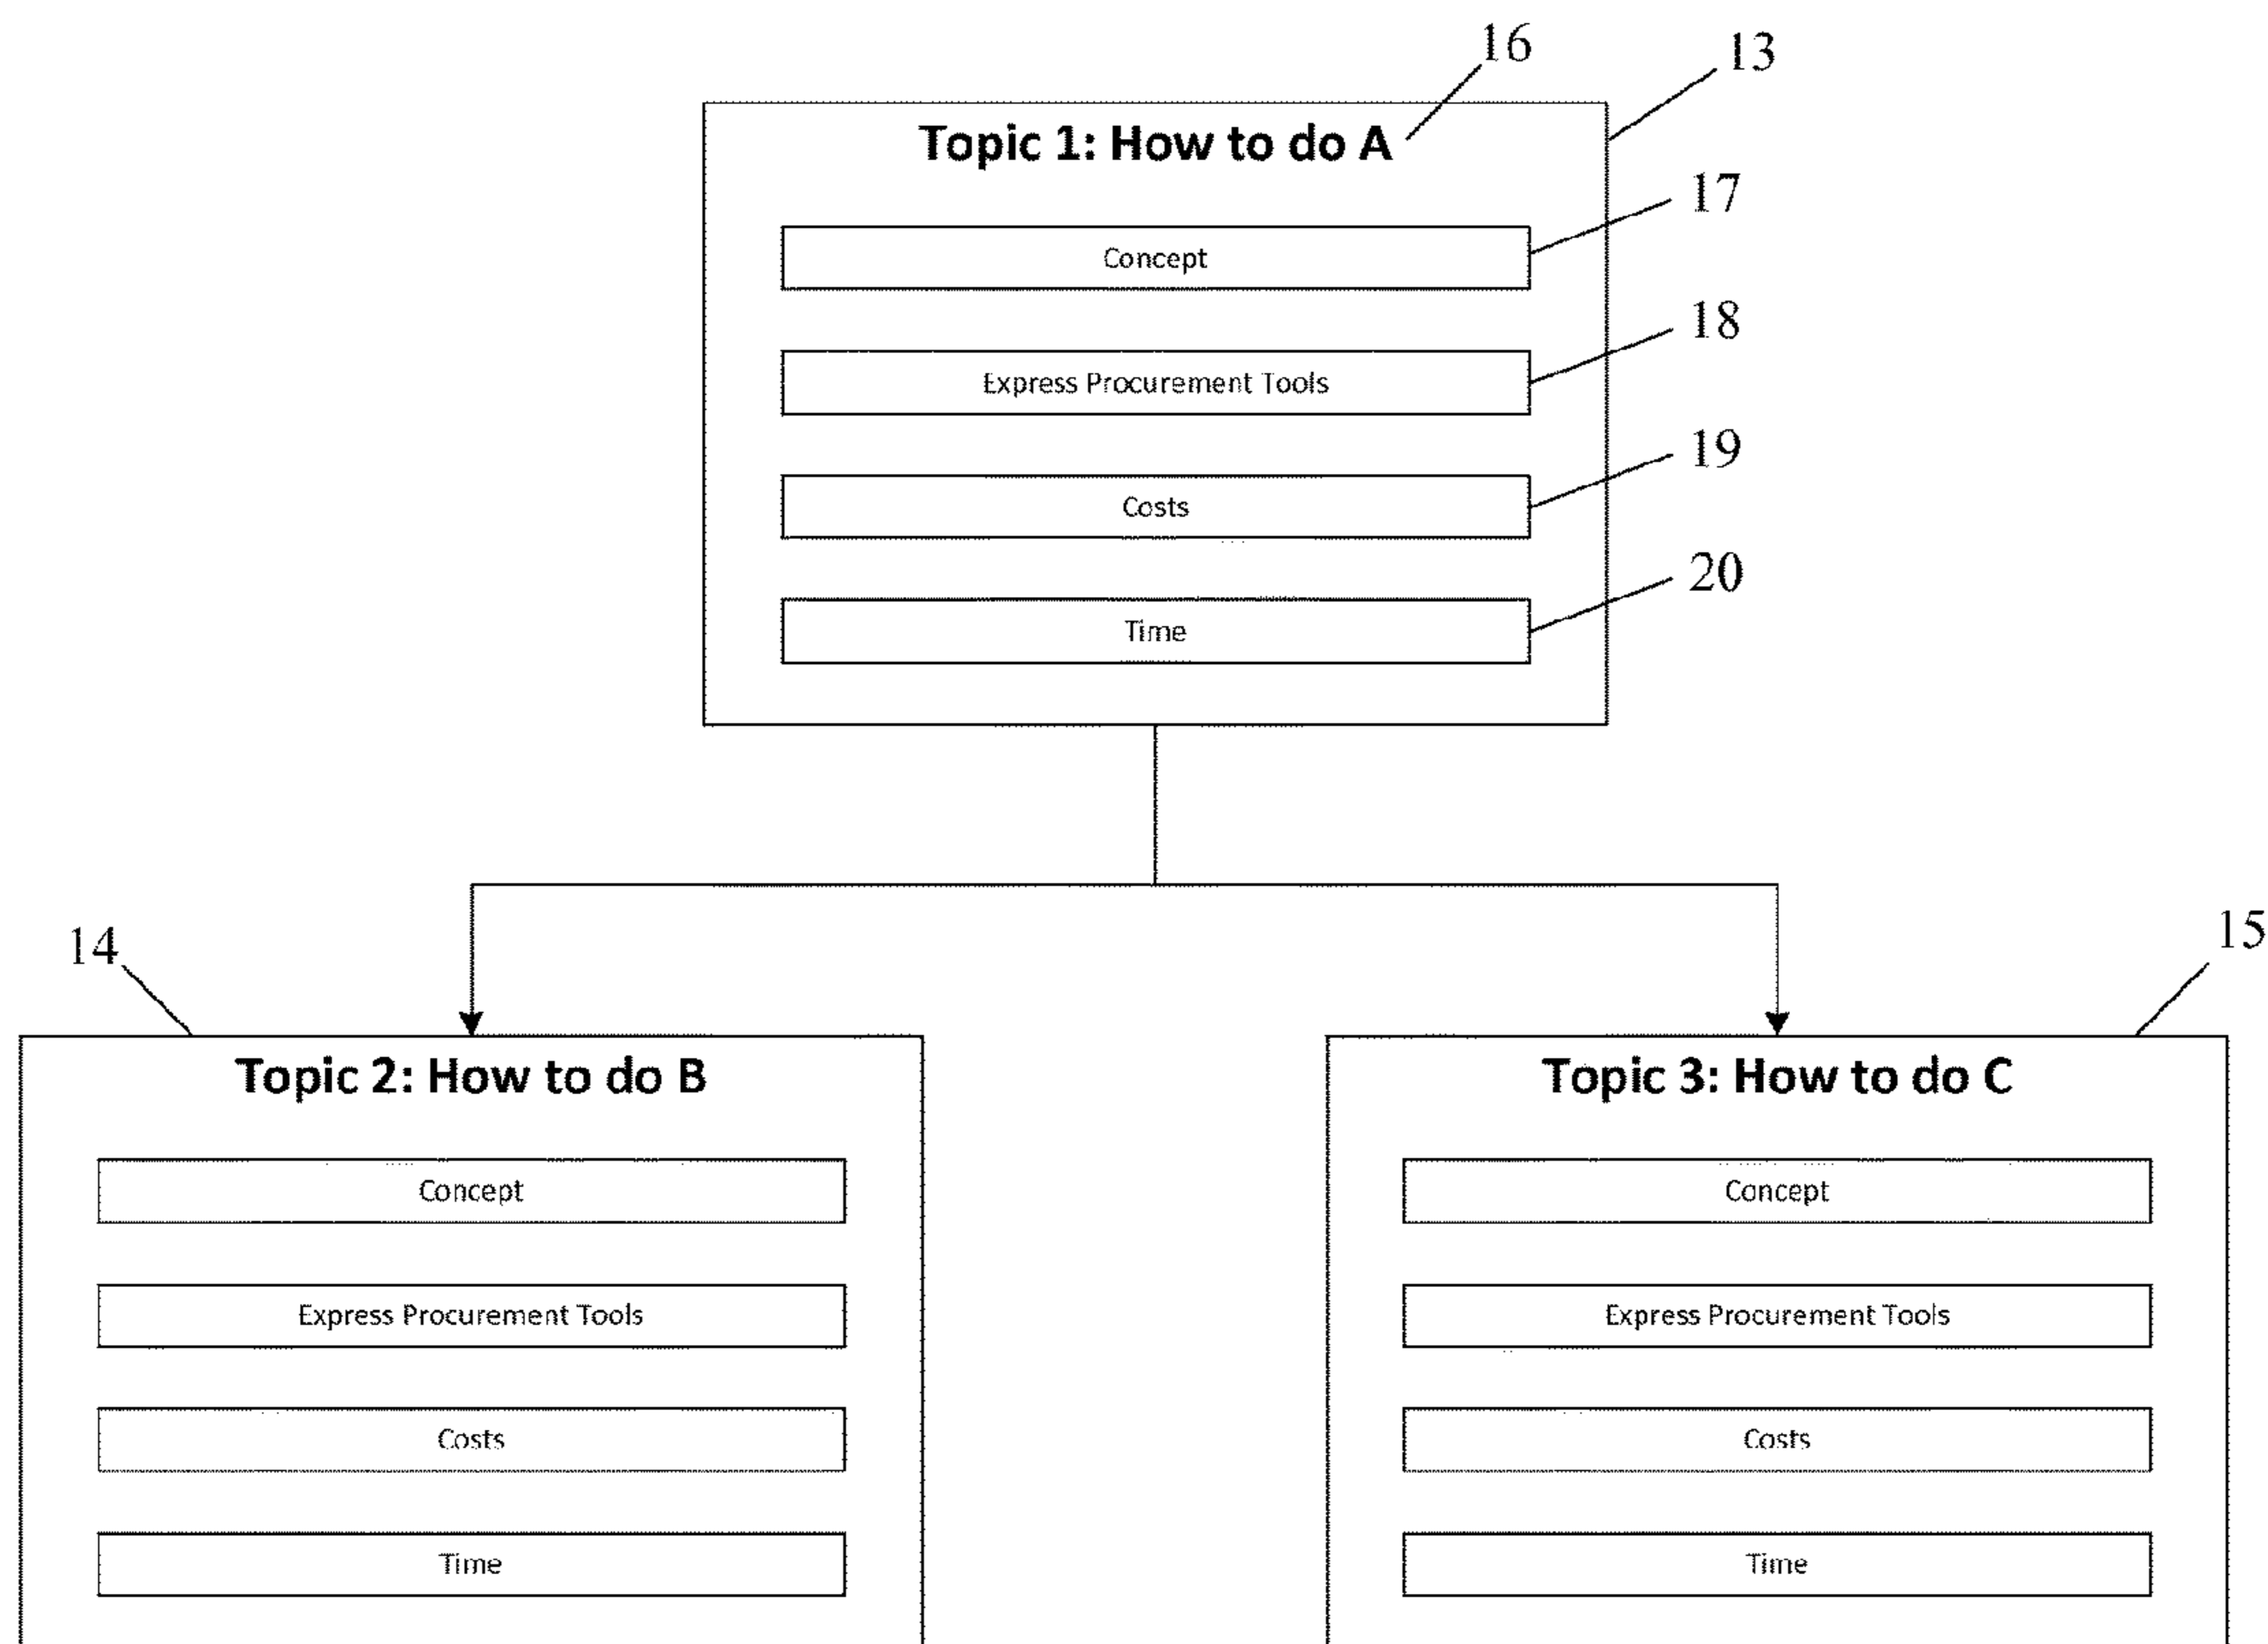 16
13
Topic 1: How to do A
17
Concept
18
Express Procurement Tools
19
Costs
20
Time
14
15
Topic 2: How to do B
Concept
Express Procurement Tools
Costs
Time
Topic 3: How to do C
Concept
Express Procurement Tools
Costs
Time